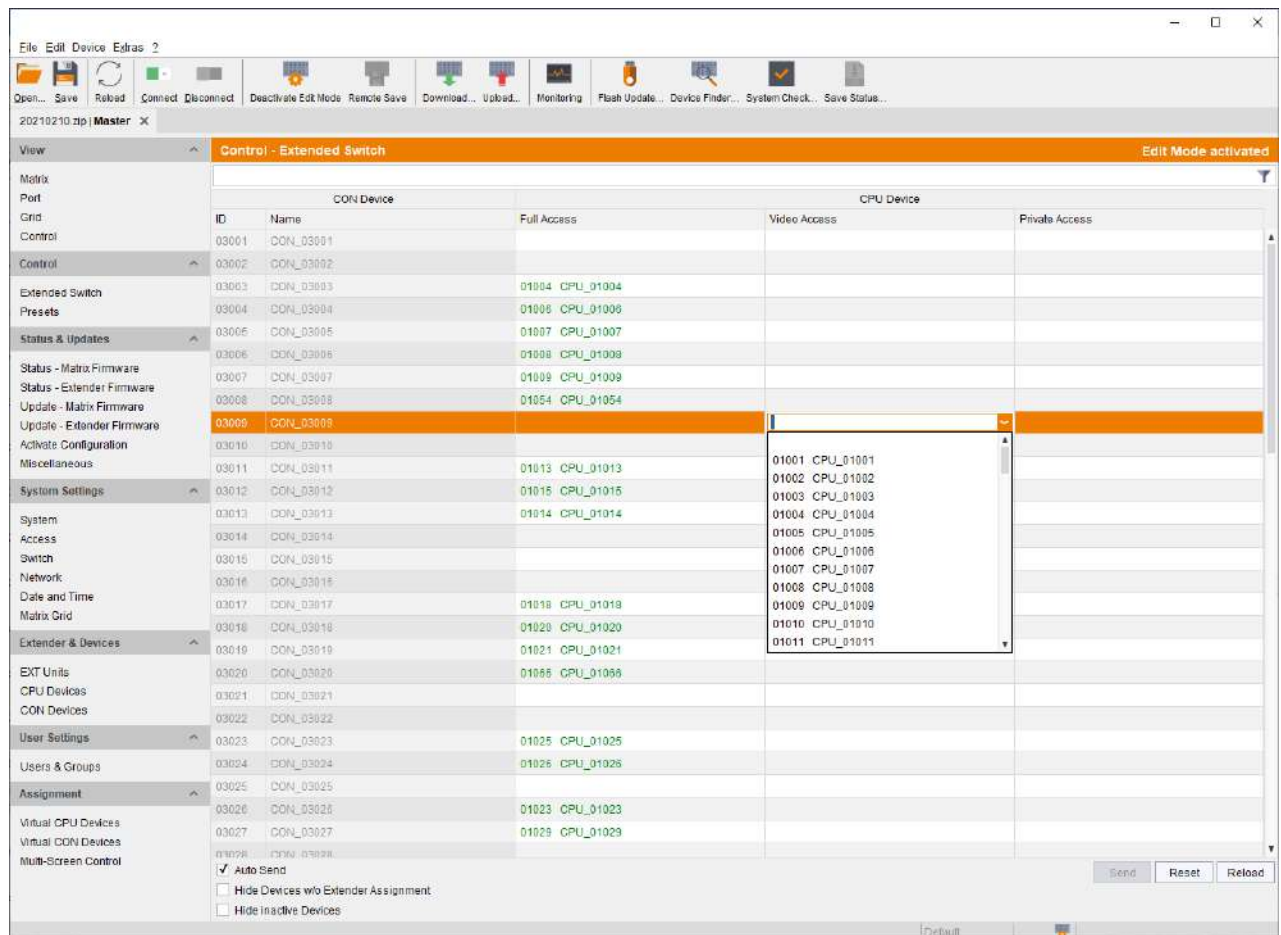 File Edit Device Extras ?
Open... Save Reload Connect Disconnect Deactivate Edit Mode Remote Save Download... Upload... Monitoring Flash Update... Device Finder... System Check... Save Status...
20210210.zip | Master
View
Matrix
Port
Grid
Control
Control
Extended Switch
Presets
Status & Updates
Status - Matrix Firmware
Status - Extender Firmware
Update - Matrix Firmware
Update - Extender Firmware
Activate Configuration
Miscellaneous
System Settings
System
Access
Switch
Network
Date and Time
Matrix Grid
Extender & Devices
EXT Units
CPU Devices
CON Devices
User Settings
Users & Groups
Assignment
Virtual CPU Devices
Virtual CON Devices
Multi-Screen Control
Control - Extended Switch Edit Mode activated
CON Device CPU Device
ID Name Full Access Video Access Private Access
03001 CON_03001
03002 CON_03002
03003 CON_03003 01004 CPU_01004
03004 CON_03004 01006 CPU_01006
03005 CON_03005 01007 CPU_01007
03006 CON_03006 01008 CPU_01008
03007 CON_03007 01009 CPU_01009
03008 CON_03008 01054 CPU_01054
03009 CON_03009
03010 CON_03010
03011 CON_03011 01013 CPU_01013
03012 CON_03012 01015 CPU_01015
03013 CON_03013 01014 CPU_01014
03014 CON_03014
03015 CON_03015
03016 CON_03016
03017 CON_03017 01018 CPU_01018
03018 CON_03018 01020 CPU_01020
03019 CON_03019 01021 CPU_01021
03020 CON_03020 01066 CPU_01066
03021 CON_03021
03022 CON_03022
03023 CON_03023 01025 CPU_01025
03024 CON_03024 01026 CPU_01026
03025 CON_03025
03026 CON_03026 01023 CPU_01023
03027 CON_03027 01029 CPU_01029
03028 CON_03028
01001 CPU_01001
01002 CPU_01002
01003 CPU_01003
01004 CPU_01004
01005 CPU_01005
01006 CPU_01006
01007 CPU_01007
01008 CPU_01008
01009 CPU_01009
01010 CPU_01010
01011 CPU_01011
Auto Send
Hide Devices w/o Extender Assignment
Hide inactive Devices
Send Reset Reload
Default